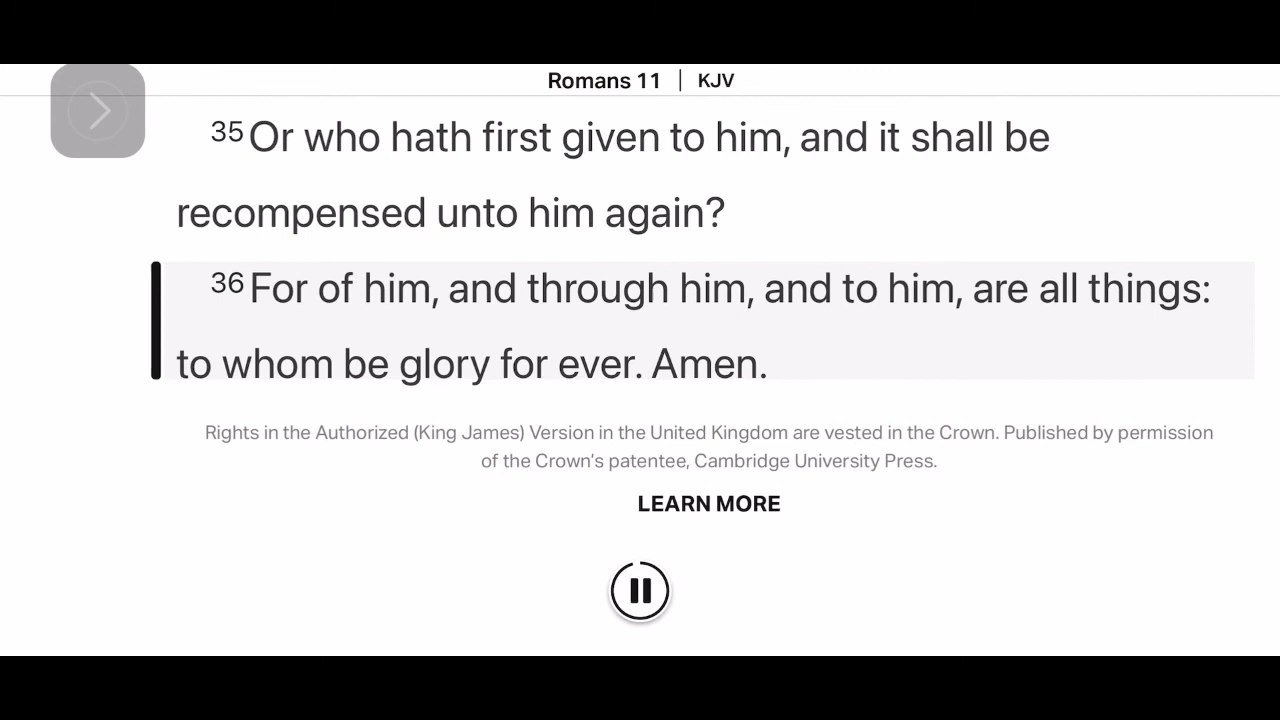 Romans 11 | KJV
35 Or who hath first given to him, and it shall be
recompensed unto him again?
36 For of him, and through him, and to him, are all things:
to whom be glory for ever. Amen.
Rights in the Authorized (King James) Version in the United Kingdom are vested in the Crown. Published by permission
of the Crown’s patentee, Cambridge University Press.
LEARN MORE